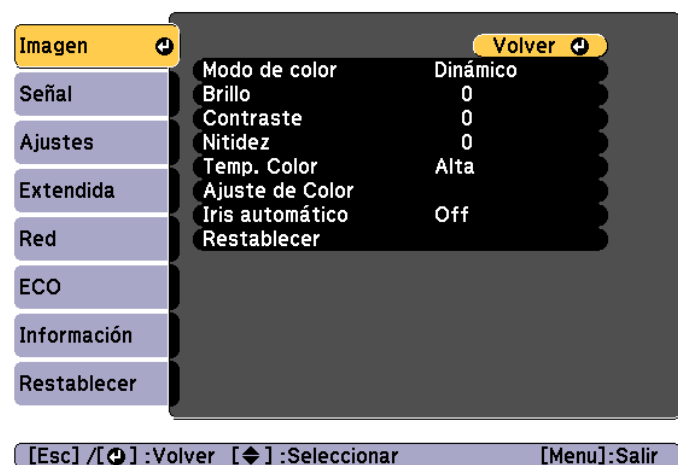 Imagen
Volver
Modo de color Dinámico
Señal
Brillo 0
Contraste 0
Ajustes
Nitidez 0
Temp. Color Alta
Extendida
Ajuste de Color
Iris automático Off
Red
Restablecer
ECO
Información
Restablecer
[Esc] /[ ] :Volver [ ] :Seleccionar [Menu]:Salir